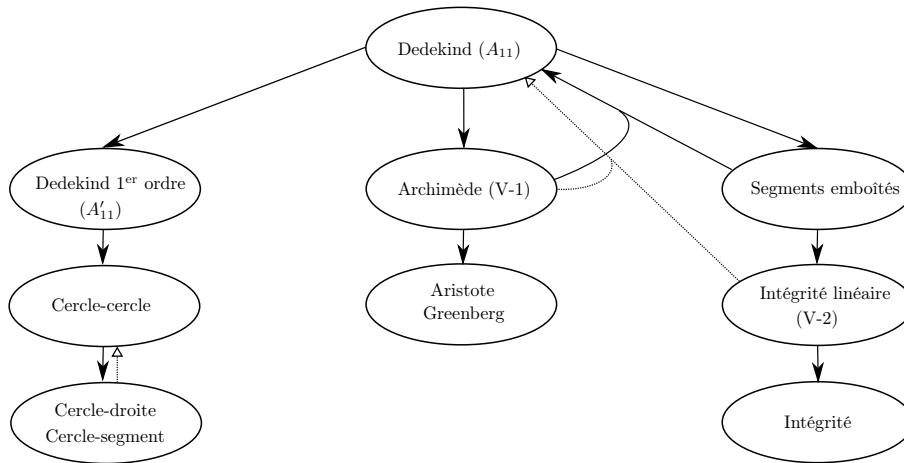 Dedekind (A₁₁)
Dedekind 1ᵉʳ ordre
(A′₁₁)
Archimède (V-1)
Segments emboîtés
Cercle-cercle
Aristote
Greenberg
Intégrité linéaire
(V-2)
Cercle-droite
Cercle-segment
Intégrité